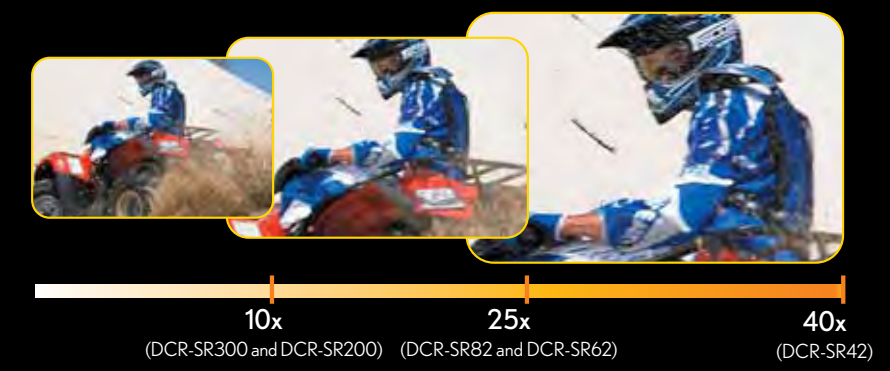 10x
25x
40x
(DCR-SR300 and DCR-SR200)
(DCR-SR82 and DCR-SR62)
(DCR-SR42)